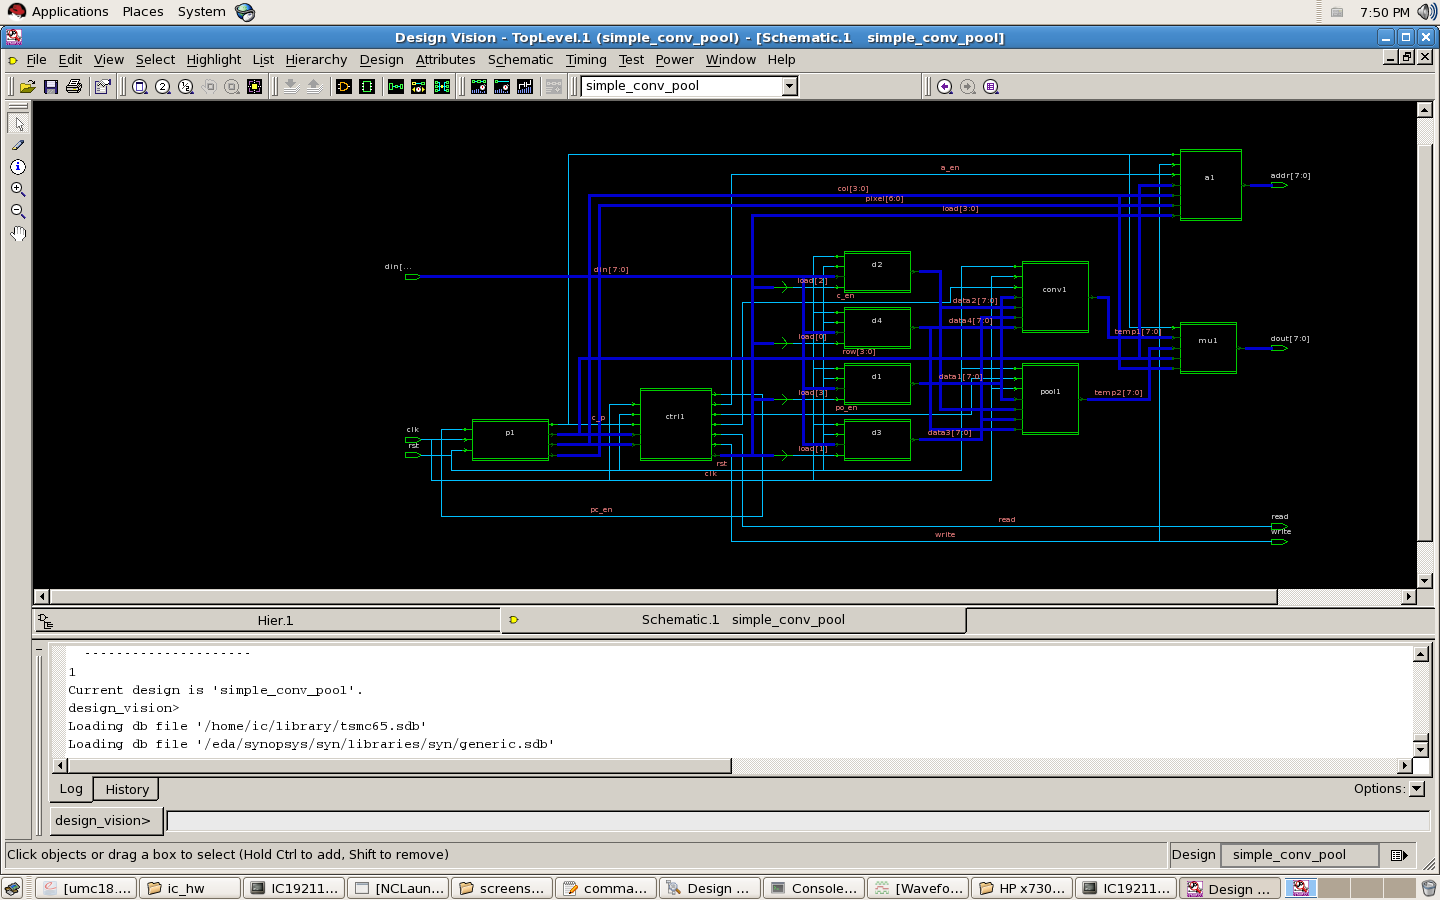 Applications Places System 7:50 PM
Design Vision - TopLevel.1 (simple_conv_pool) - [Schematic.1 simple_conv_pool]
File Edit View Select Highlight List Hierarchy Design Attributes Schematic Timing Test Power Window Help
simple_conv_pool
a1
a_en
addr[7:0]
col[3:0]
pixel[6:0]
load[3:0]
din[...
din[7:0]
d2
load[2]
c_en
conv1
data2[7:0]
d4
data4[7:0]
load[0]
row[3:0]
temp1[7:0]
mu1
dout[7:0]
d1
data1[7:0]
load[3]
po_en
pool1
temp2[7:0]
ctrl1
c_p
p1
clk
rst
d3
data3[7:0]
load[1]
rst
clk
pc_en
read
read
write
write
Hier.1
Schematic.1 simple_conv_pool
--------------------
1
Current design is 'simple_conv_pool'.
design_vision>
Loading db file '/home/ic/library/tsmc65.sdb'
Loading db file '/eda/synopsys/syn/libraries/syn/generic.sdb'
Log History Options:
design_vision>
Click objects or drag a box to select (Hold Ctrl to add, Shift to remove) Design simple_conv_pool
[umc18.... ic_hw IC19211... [NCLaun... screens... comma... Design ... Console... [Wavefo... HP x730... IC19211... Design ...